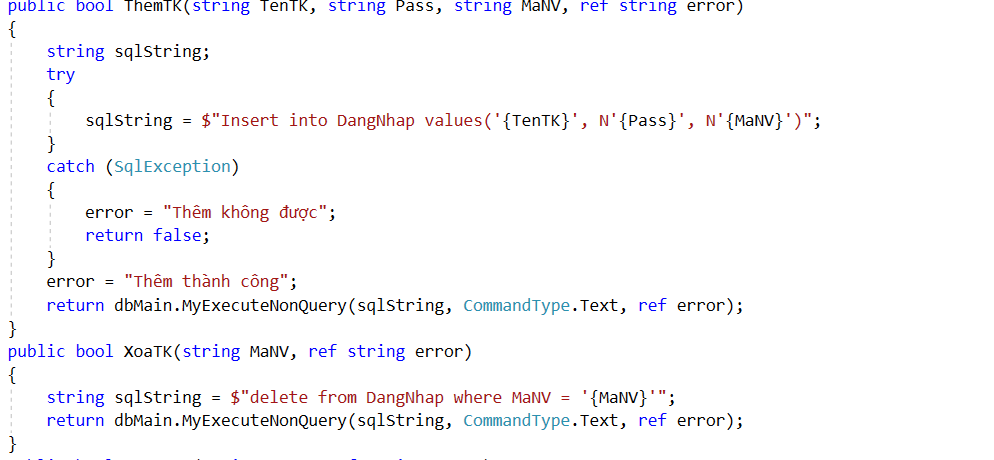 public bool ThemTK(string TenTK, string Pass, string MaNV, ref string error)
{
string sqlString;
try
{
sqlString = $"Insert into DangNhap values('{TenTK}', N'{Pass}', N'{MaNV}')";
}
catch (SqlException)
{
error = "Thêm không được";
return false;
}
error = "Thêm thành công";
return dbMain.MyExecuteNonQuery(sqlString, CommandType.Text, ref error);
}
public bool XoaTK(string MaNV, ref string error)
{
string sqlString = $"delete from DangNhap where MaNV = '{MaNV}'";
return dbMain.MyExecuteNonQuery(sqlString, CommandType.Text, ref error);
}